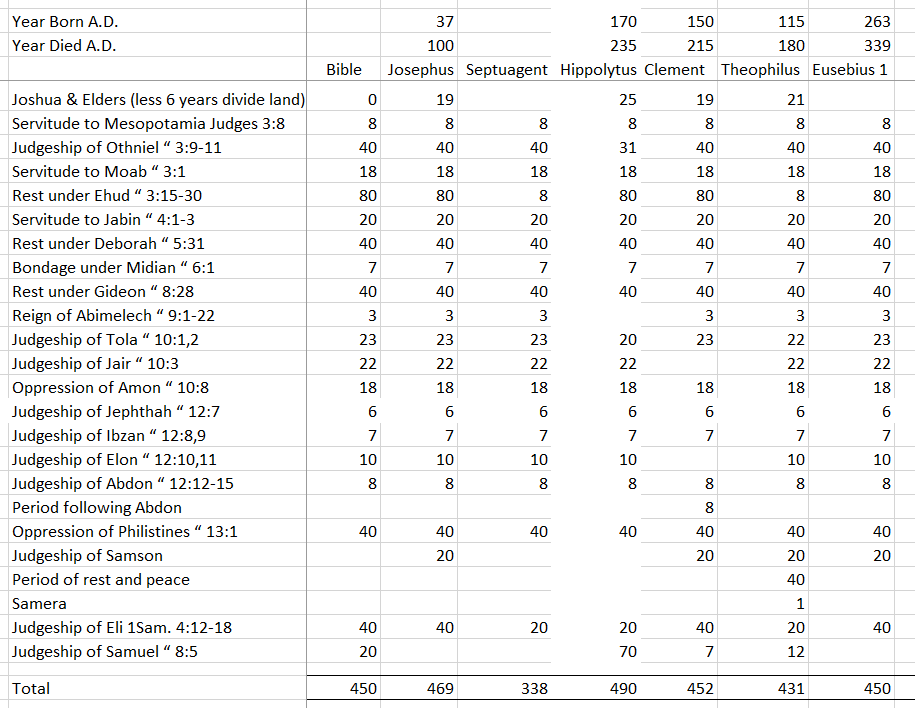 Year Born A.D. 37 170 150 115 263
Year Died A.D. 100 235 215 180 339
Bible Josephus Septuagent Hippolytus Clement Theophilus Eusebius 1
Joshua & Elders (less 6 years divide land) 0 19 25 19 21
Servitude to Mesopotamia Judges 3:8 8 8 8 8 8 8 8
Judgeship of Othniel “ 3:9-11 40 40 40 31 40 40 40
Servitude to Moab “ 3:1 18 18 18 18 18 18 18
Rest under Ehud “ 3:15-30 80 80 8 80 80 8 80
Servitude to Jabin “ 4:1-3 20 20 20 20 20 20 20
Rest under Deborah “ 5:31 40 40 40 40 40 40 40
Bondage under Midian “ 6:1 7 7 7 7 7 7 7
Rest under Gideon “ 8:28 40 40 40 40 40 40 40
Reign of Abimelech “ 9:1-22 3 3 3 3 3 3
Judgeship of Tola “ 10:1,2 23 23 23 20 23 22 23
Judgeship of Jair “ 10:3 22 22 22 22 22 22
Oppression of Amon “ 10:8 18 18 18 18 18 18 18
Judgeship of Jephthah “ 12:7 6 6 6 6 6 6 6
Judgeship of Ibzan “ 12:8,9 7 7 7 7 7 7 7
Judgeship of Elon “ 12:10,11 10 10 10 10 10 10
Judgeship of Abdon “ 12:12-15 8 8 8 8 8 8 8
Period following Abdon 8
Oppression of Philistines “ 13:1 40 40 40 40 40 40 40
Judgeship of Samson 20 20 20 20
Period of rest and peace 40
Samera 1
Judgeship of Eli 1Sam. 4:12-18 40 40 20 20 40 20 40
Judgeship of Samuel “ 8:5 20 70 7 12
Total 450 469 338 490 452 431 450